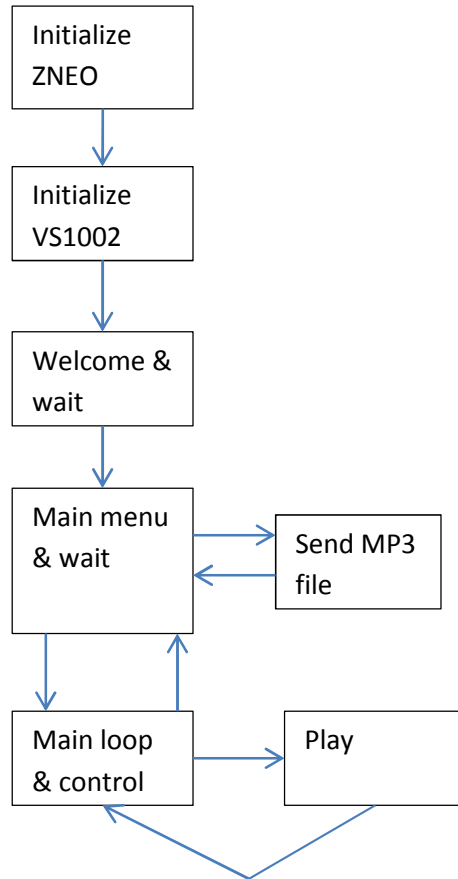 Initialize
ZNEO
Initialize
VS1002
Welcome &
wait
Main menu
& wait
Send MP3
file
Main loop
& control
Play